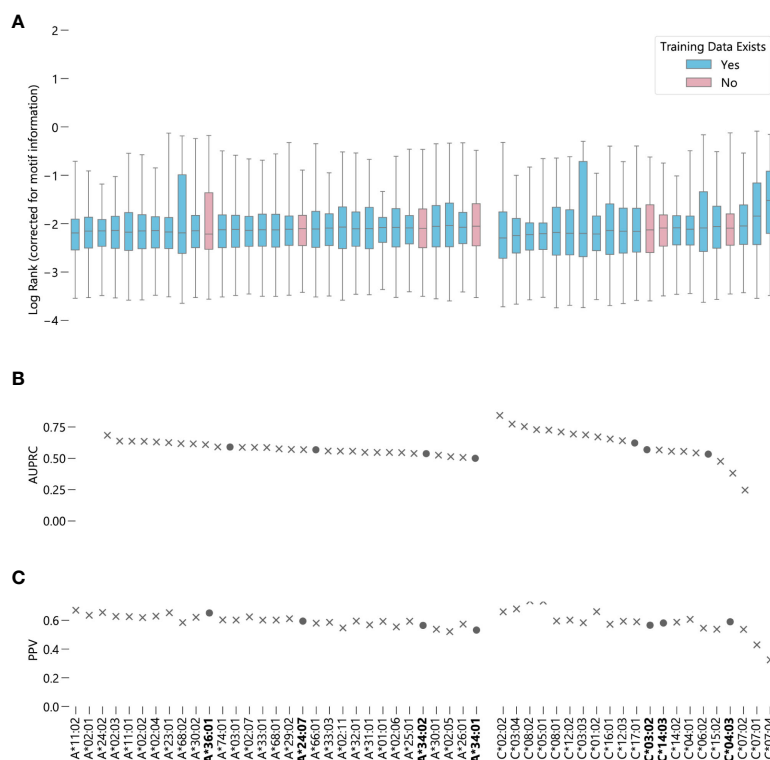 A
2
1
0
−1
−2
−3
−4
Log Rank (corrected for motif information)
Training Data Exists
Yes
No
B
0.75
0.50
0.25
0.00
AUPRC
C
0.6
0.4
0.2
0.0
PPV
A*11:02
A*02:01
A*24:02
A*02:03
A*11:01
A*02:02
A*02:04
A*23:01
A*68:02
A*30:02
A*36:01
A*74:01
A*03:01
A*02:07
A*33:01
A*68:01
A*29:02
A*24:07
A*66:01
A*33:03
A*02:11
A*32:01
A*31:01
A*01:01
A*02:06
A*25:01
A*34:02
A*30:01
A*02:05
A*26:01
A*34:01
C*02:02
C*03:04
C*08:02
C*05:01
C*08:01
C*12:02
C*03:03
C*01:02
C*16:01
C*12:03
C*17:01
C*03:02
C*14:03
C*14:02
C*04:01
C*06:02
C*15:02
C*04:03
C*07:02
C*07:01
C*07:04